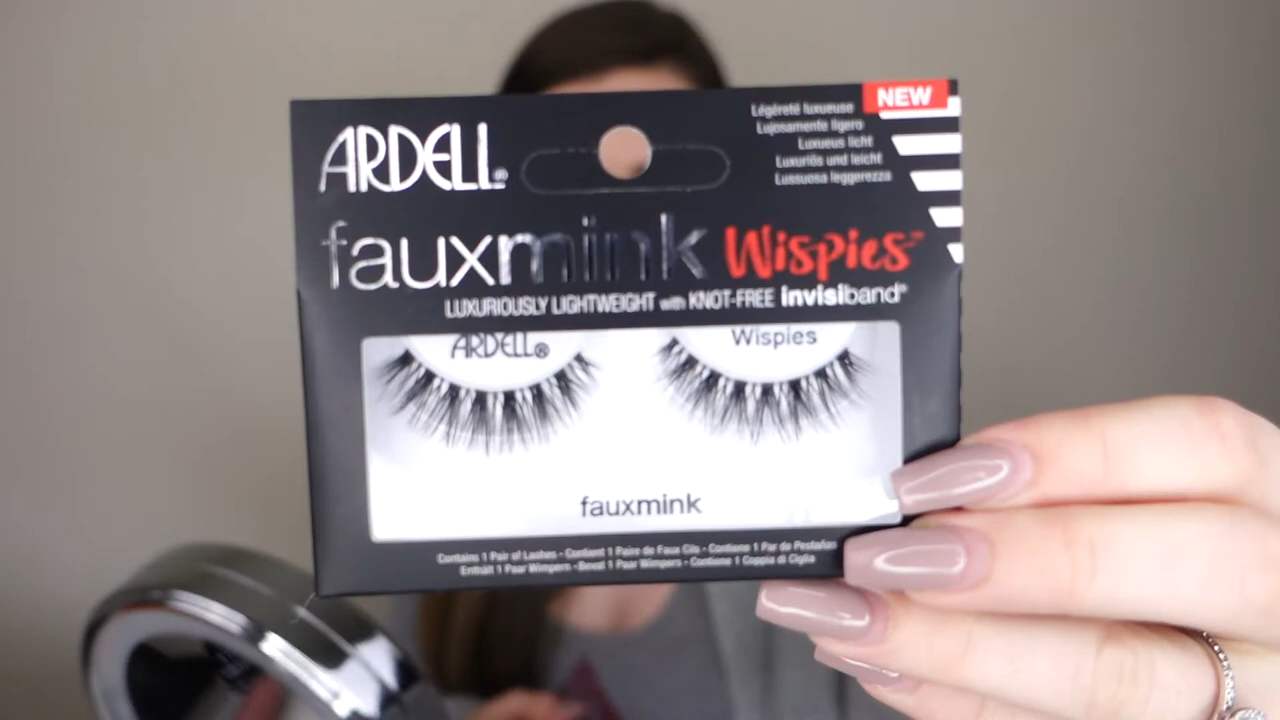 NEW
Légèreté luxueuse
Lujosamente ligero
Luxueus licht
Luxuriös und leicht
Lussuosa leggerezza
ARDELL®
fauxmink Wispies™
LUXURIOUSLY LIGHTWEIGHT with KNOT-FREE invisiband™
ARDELL®
Wispies
fauxmink
Contains 1 Pair of Lashes - Contient 1 Paire de Faux Cils - Contiene 1 Par de Pestañas
Enthält 1 Paar Wimpern - Bevat 1 Paar Wimpers - Contiene 1 Coppia di Ciglia